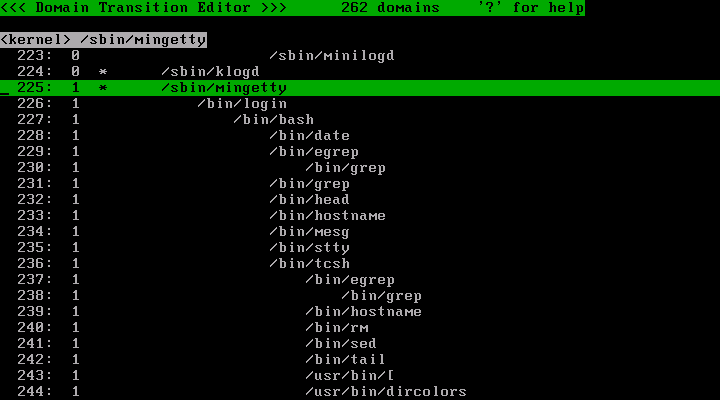 <<< Domain Transition Editor >>>      262 domains    '?' for help
<kernel> /sbin/mingetty
  223:  0                     /sbin/minilogd
  224:  0  *      /sbin/klogd
_ 225:  1  *      /sbin/mingetty
  226:  1             /bin/login
  227:  1                 /bin/bash
  228:  1                     /bin/date
  229:  1                     /bin/egrep
  230:  1                         /bin/grep
  231:  1                     /bin/grep
  232:  1                     /bin/head
  233:  1                     /bin/hostname
  234:  1                     /bin/mesg
  235:  1                     /bin/stty
  236:  1                     /bin/tcsh
  237:  1                         /bin/egrep
  238:  1                             /bin/grep
  239:  1                         /bin/hostname
  240:  1                         /bin/rm
  241:  1                         /bin/sed
  242:  1                         /bin/tail
  243:  1                         /usr/bin/[
  244:  1                         /usr/bin/dircolors